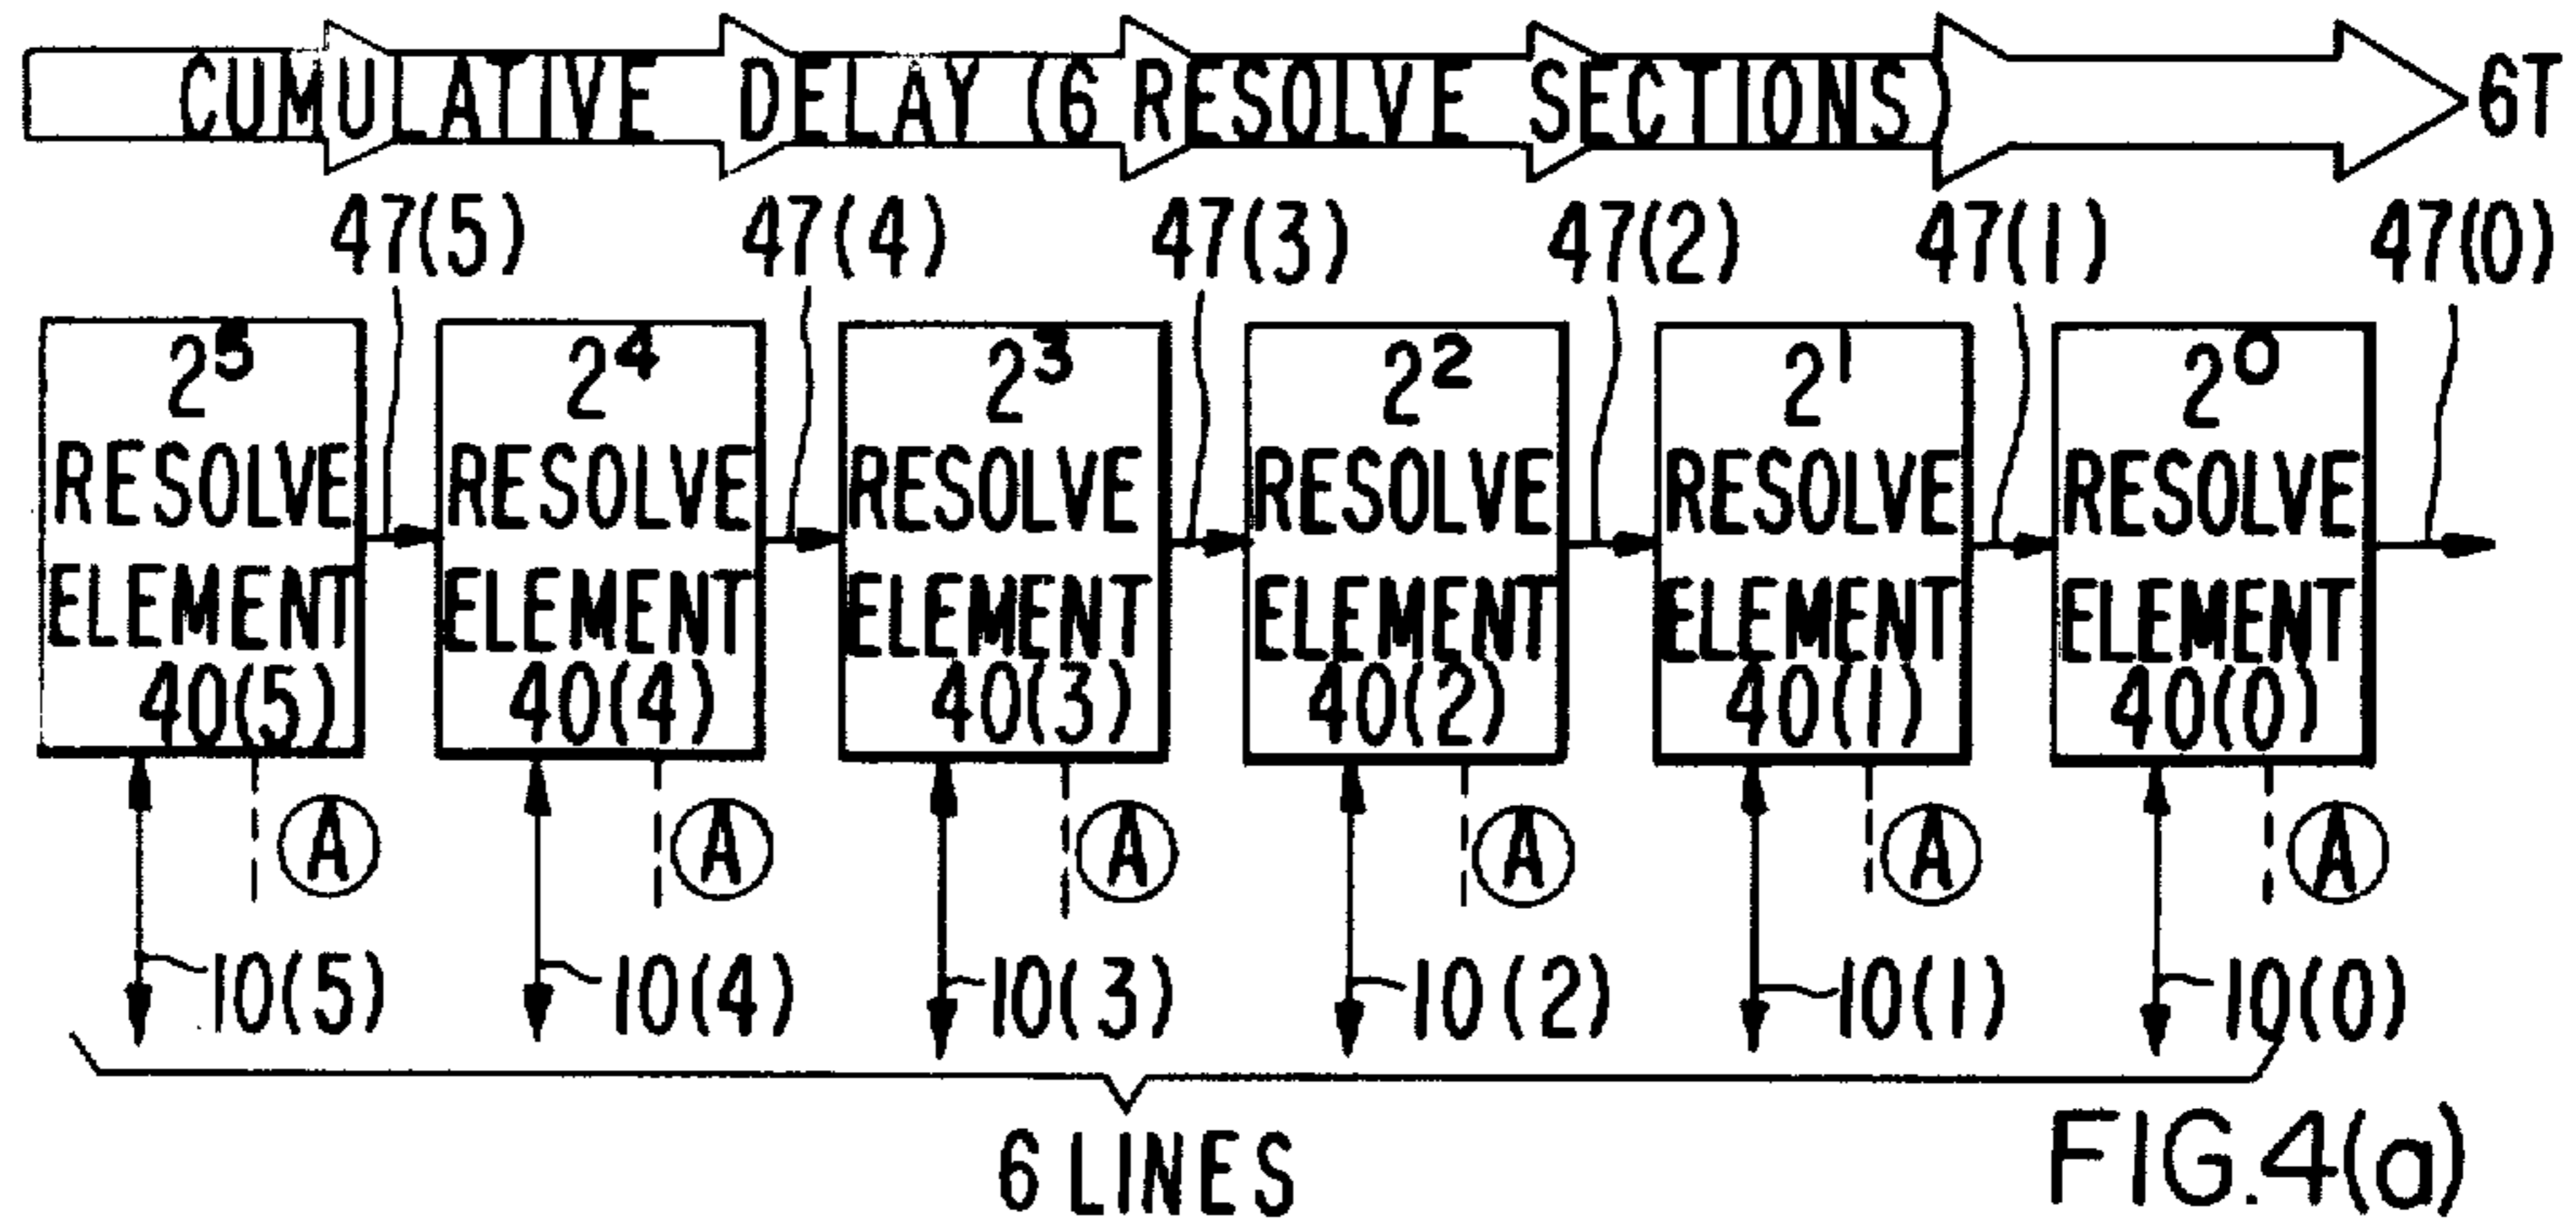 CUMULATIVE DELAY (6 RESOLVE SECTIONS) 6T
47(5) 47(4) 47(3) 47(2) 47(1) 47(0)
2⁵ 2⁴ 2³ 2² 2¹ 2⁰
RESOLVE RESOLVE RESOLVE RESOLVE RESOLVE RESOLVE
ELEMENT ELEMENT ELEMENT ELEMENT ELEMENT ELEMENT
40(5) 40(4) 40(3) 40(2) 40(1) 40(0)
A A A A A A
10(5) 10(4) 10(3) 10(2) 10(1) 10(0)
6 LINES
FIG.4(a)